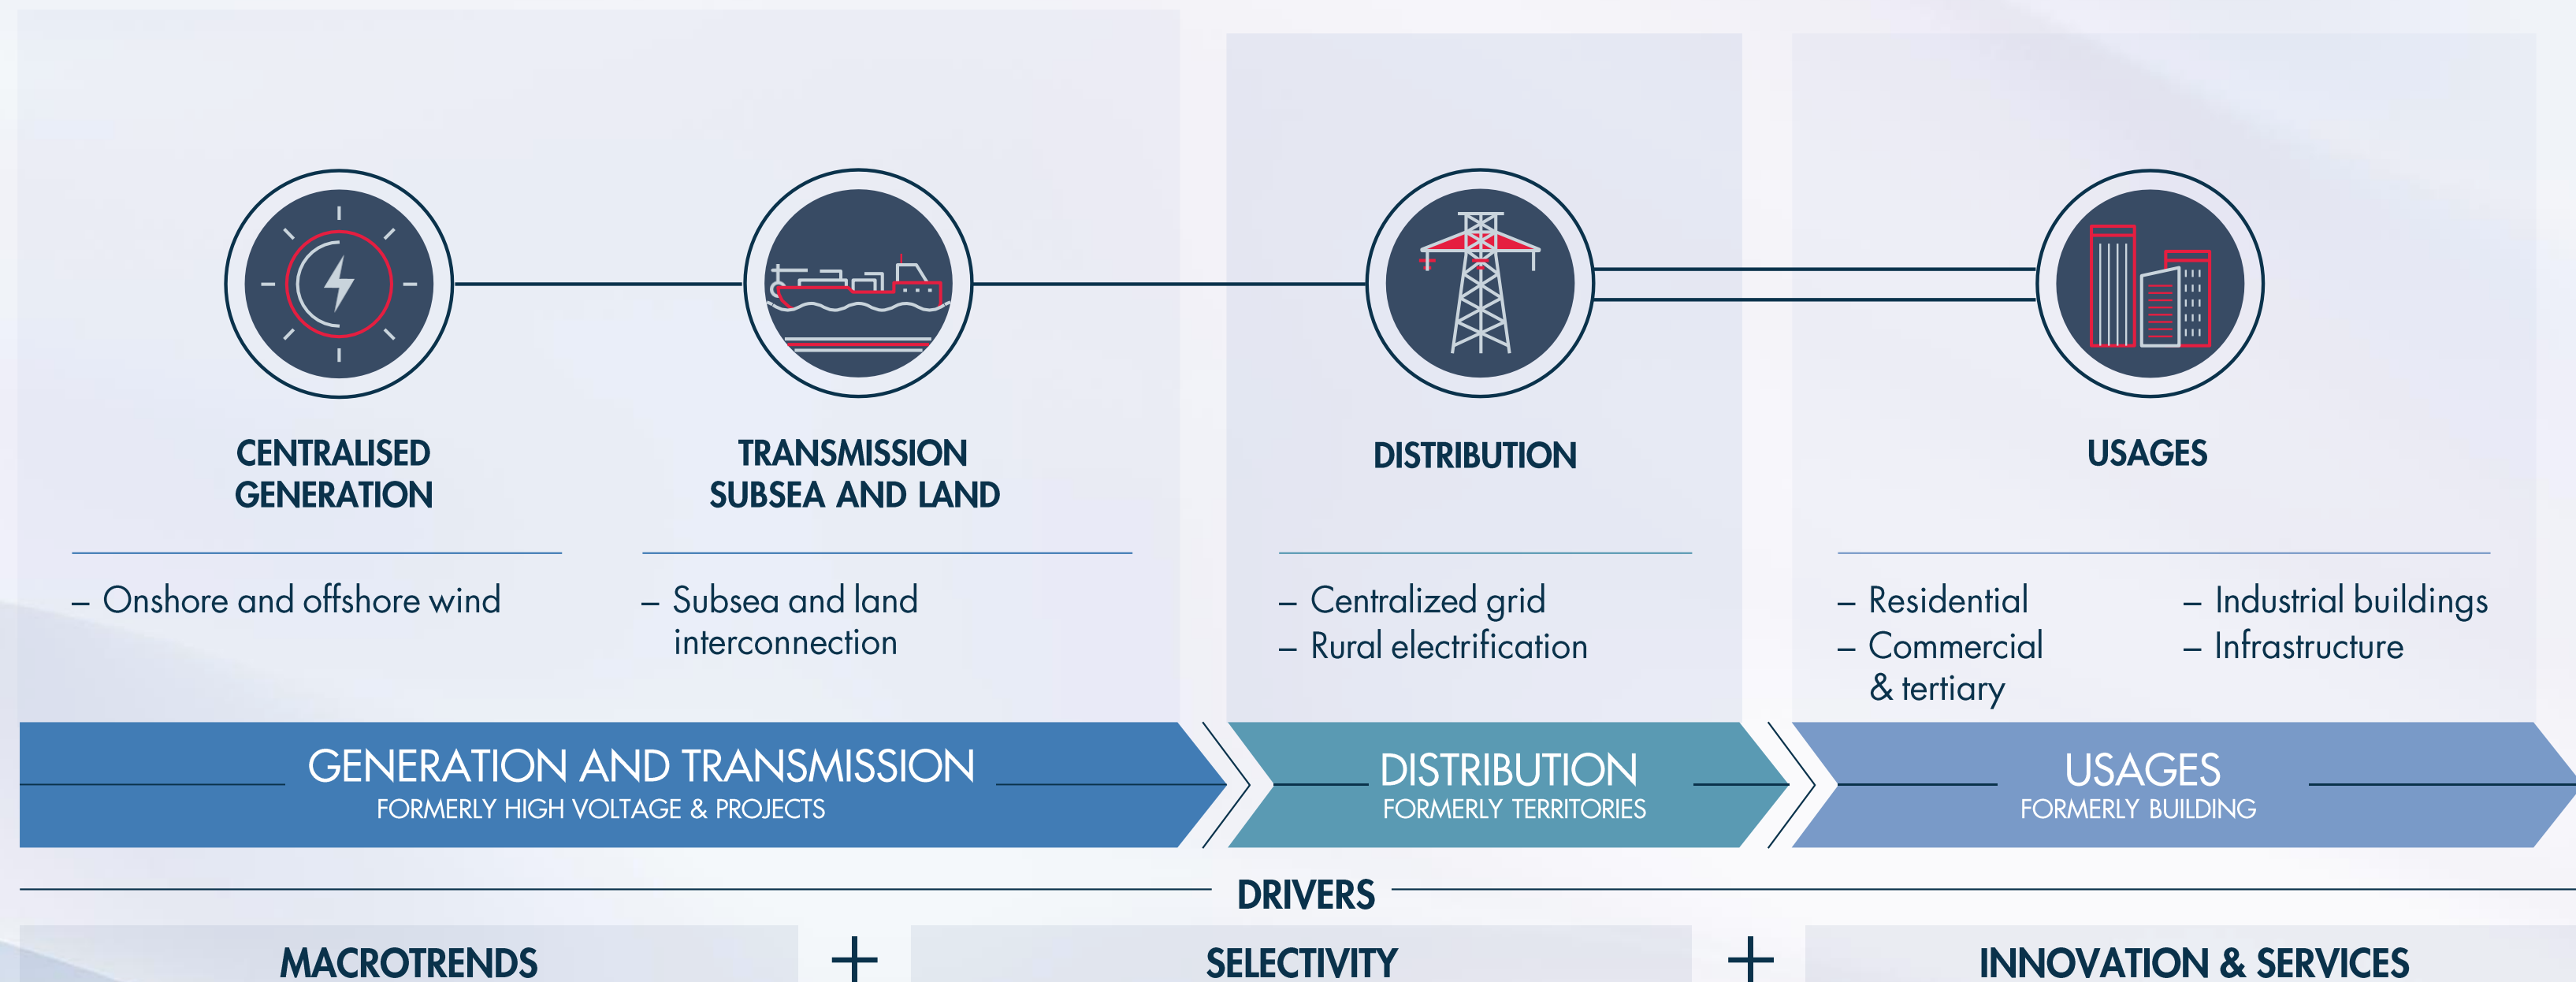 CENTRALISED
GENERATION
– Onshore and offshore wind
TRANSMISSION
SUBSEA AND LAND
– Subsea and land
interconnection
DISTRIBUTION
– Centralized grid
– Rural electrification
USAGES
– Residential
– Commercial
& tertiary
– Industrial buildings
– Infrastructure
GENERATION AND TRANSMISSION
FORMERLY HIGH VOLTAGE & PROJECTS
DISTRIBUTION
FORMERLY TERRITORIES
USAGES
FORMERLY BUILDING
DRIVERS
MACROTRENDS
+
SELECTIVITY
+
INNOVATION & SERVICES